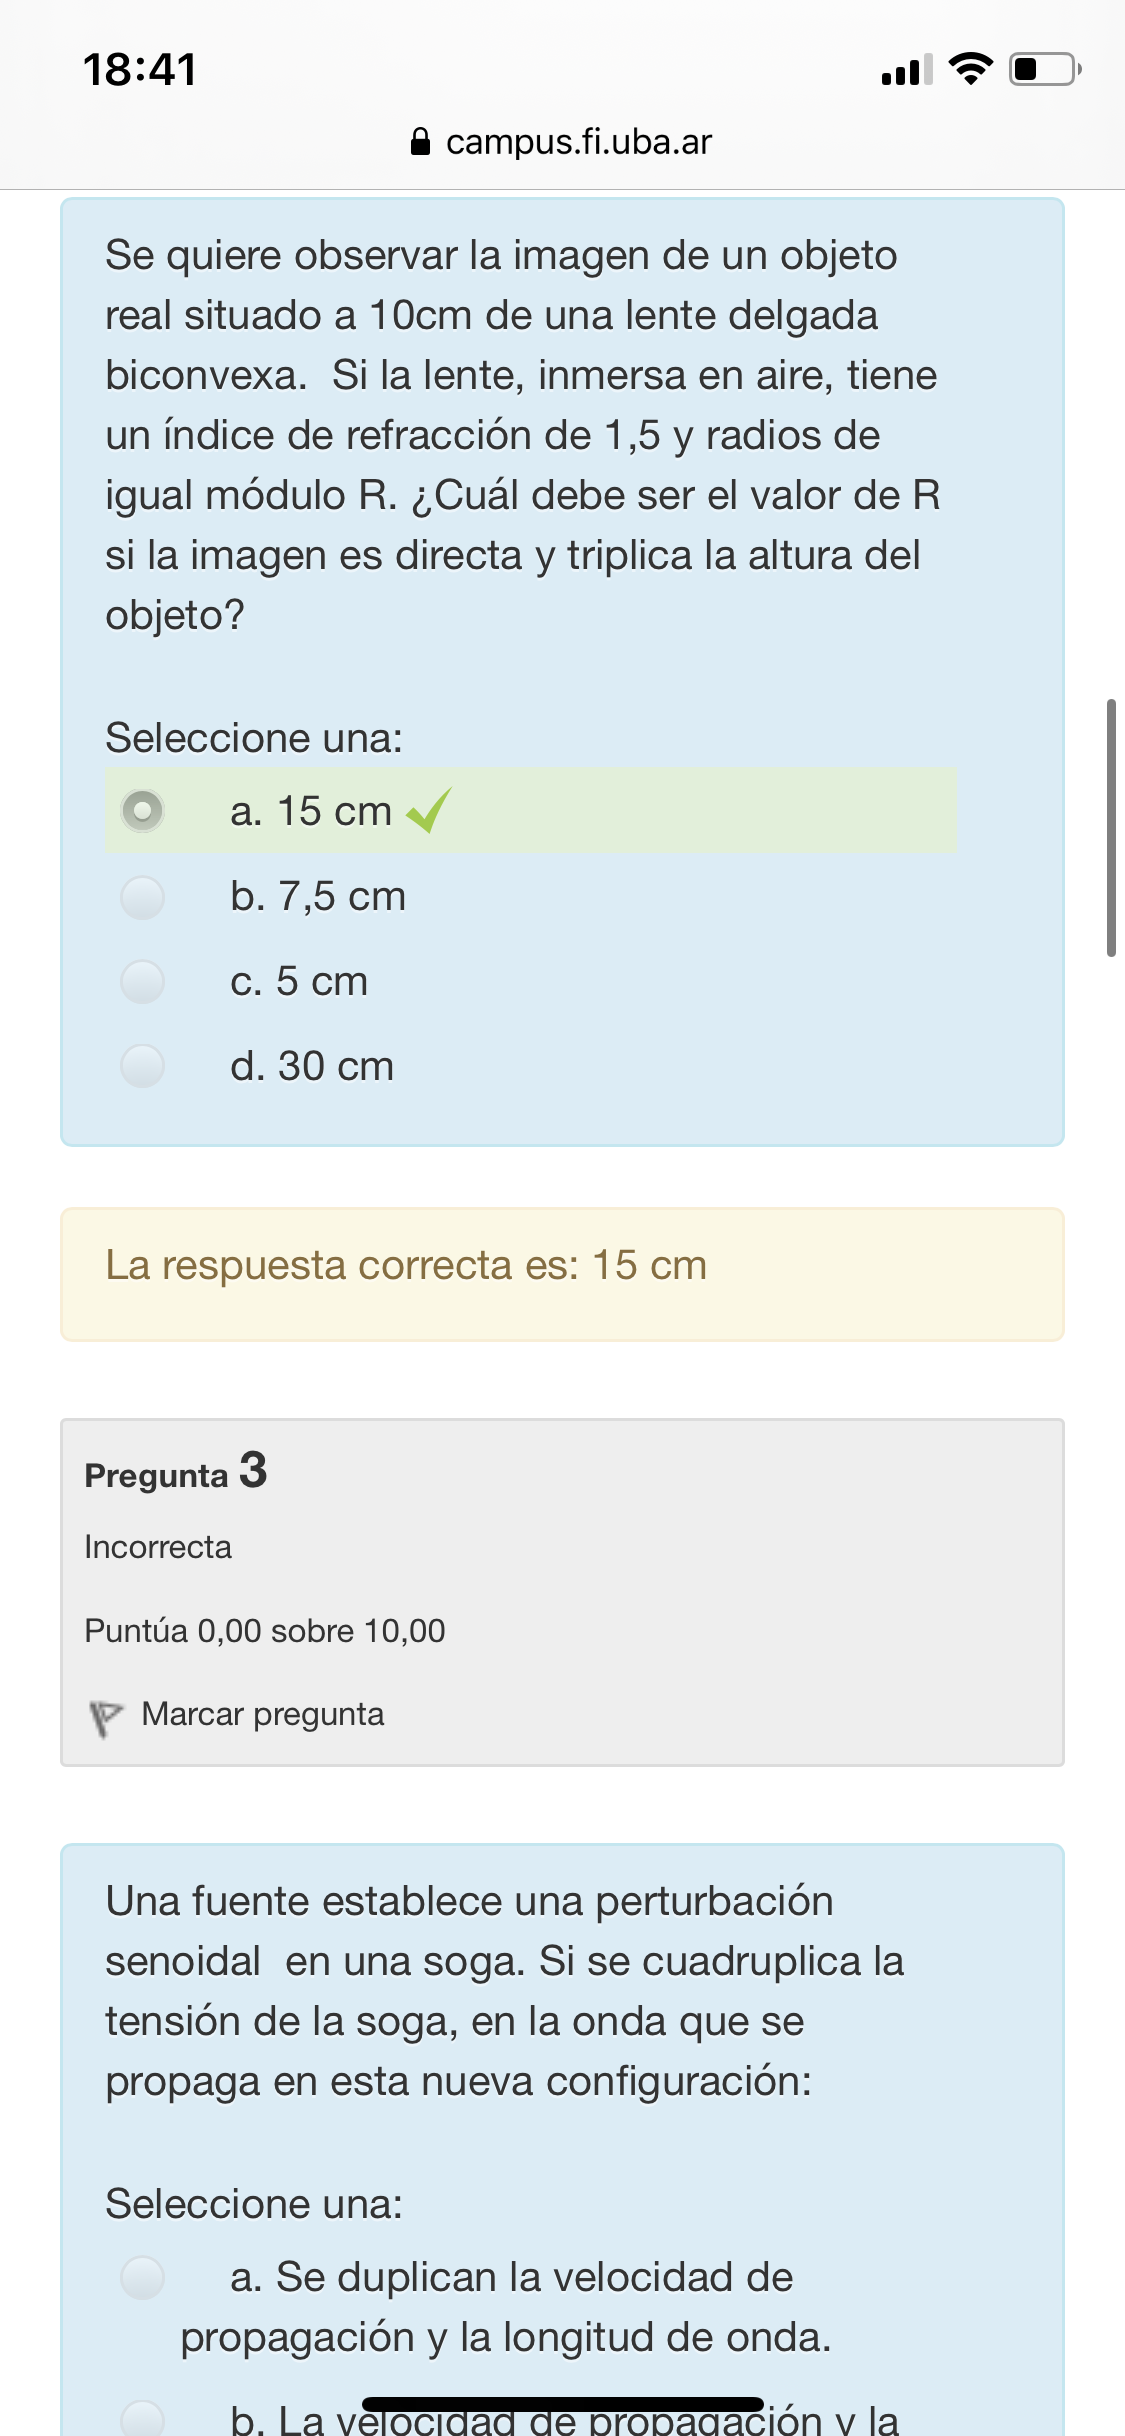 18:41
campus.fi.uba.ar
Se quiere observar la imagen de un objeto
real situado a 10cm de una lente delgada
biconvexa.  Si la lente, inmersa en aire, tiene
un índice de refracción de 1,5 y radios de
igual módulo R. ¿Cuál debe ser el valor de R
si la imagen es directa y triplica la altura del
objeto?
Seleccione una:
a. 15 cm
b. 7,5 cm
c. 5 cm
d. 30 cm
La respuesta correcta es: 15 cm
Pregunta 3
Incorrecta
Puntúa 0,00 sobre 10,00
Marcar pregunta
Una fuente establece una perturbación
senoidal  en una soga. Si se cuadruplica la
tensión de la soga, en la onda que se
propaga en esta nueva configuración:
Seleccione una:
a. Se duplican la velocidad de
propagación y la longitud de onda.
b. La velocidad de propagación y la